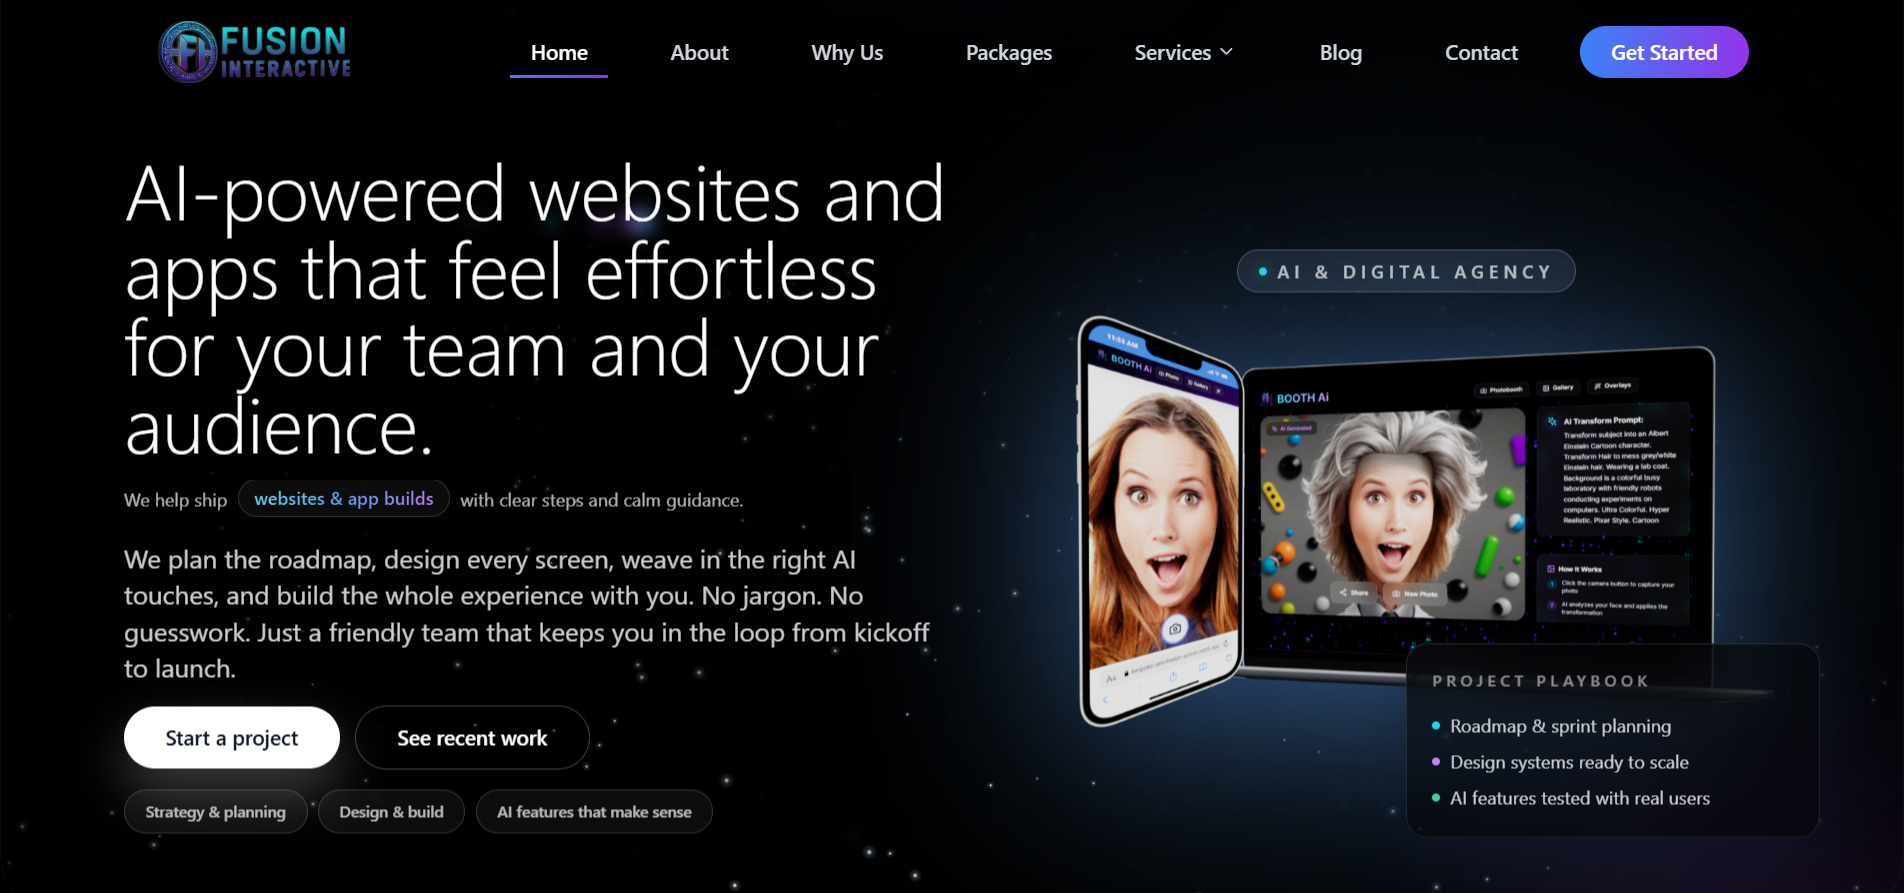 FUSION
INTERACTIVE
Home
About
Why Us
Packages
Services
Blog
Contact
Get Started
AI-powered websites and
apps that feel effortless
for your team and your
audience.
We help ship websites & app builds with clear steps and calm guidance.
We plan the roadmap, design every screen, weave in the right AI
touches, and build the whole experience with you. No jargon. No
guesswork. Just a friendly team that keeps you in the loop from kickoff
to launch.
Start a project
See recent work
Strategy & planning
Design & build
AI features that make sense
AI & DIGITAL AGENCY
11:53 AM
BOOTH Ai
Photo
Gallery
AA
BOOTH Ai
Photobooth
Gallery
Overlays
AI Generated
Share
New Photo
AI Transform Prompt:
Transform subject into an Albert
Einstein Cartoon character.
Transform Hair to mess grey/white
Einstein hair. Wearing a lab coat.
Background is a colorful busy
laboratory with friendly robots
conducting experiments on
computers. Ultra Colorful. Hyper
Realistic. Pixar Style. Cartoon
How It Works
1
Click the camera button to capture your
photo
2
AI analyzes your face and applies the
transformation
PROJECT PLAYBOOK
Roadmap & sprint planning
Design systems ready to scale
AI features tested with real users